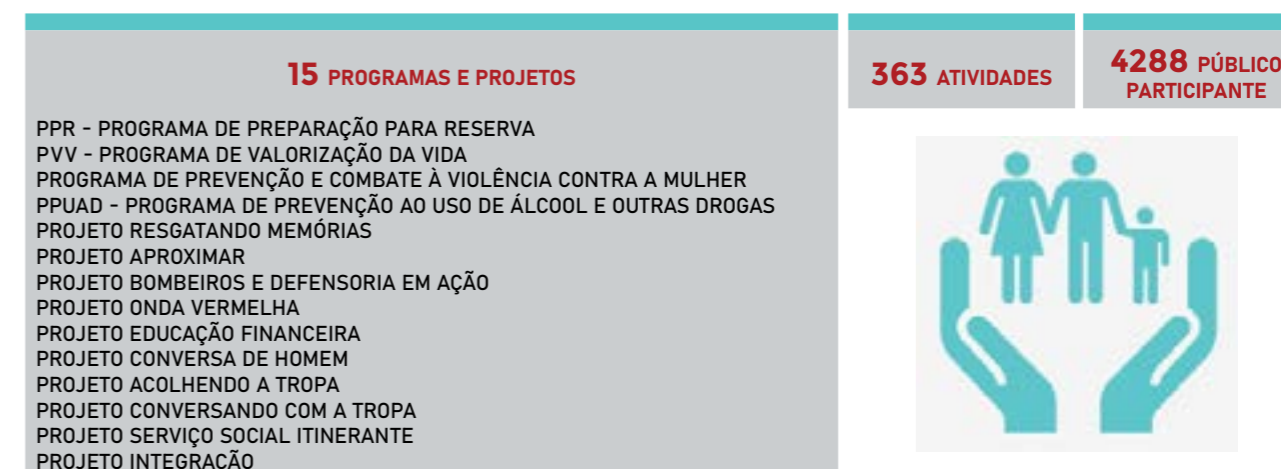 15 PROGRAMAS E PROJETOS
PPR - PROGRAMA DE PREPARAÇÃO PARA RESERVA
PVV - PROGRAMA DE VALORIZAÇÃO DA VIDA
PROGRAMA DE PREVENÇÃO E COMBATE À VIOLÊNCIA CONTRA A MULHER
PPUAD - PROGRAMA DE PREVENÇÃO AO USO DE ÁLCOOL E OUTRAS DROGAS
PROJETO RESGATANDO MEMÓRIAS
PROJETO APROXIMAR
PROJETO BOMBEIROS E DEFENSORIA EM AÇÃO
PROJETO ONDA VERMELHA
PROJETO EDUCAÇÃO FINANCEIRA
PROJETO CONVERSA DE HOMEM
PROJETO ACOLHENDO A TROPA
PROJETO CONVERSANDO COM A TROPA
PROJETO SERVIÇO SOCIAL ITINERANTE
PROJETO INTEGRAÇÃO
363 ATIVIDADES
4288 PÚBLICO
PARTICIPANTE